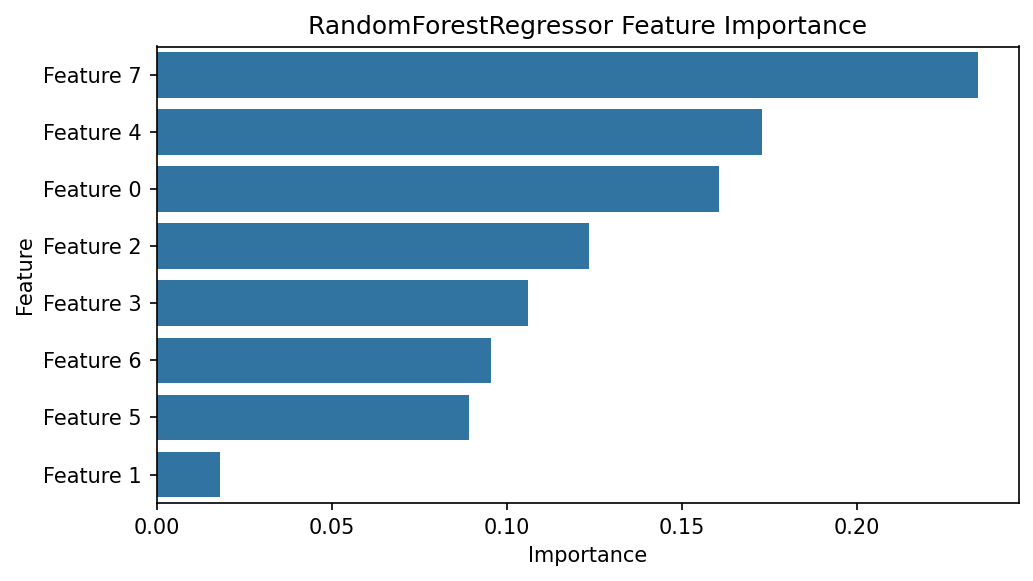 RandomForestRegressor Feature Importance
Feature
Feature 7
Feature 4
Feature 0
Feature 2
Feature 3
Feature 6
Feature 5
Feature 1
0.00 0.05 0.10 0.15 0.20
Importance